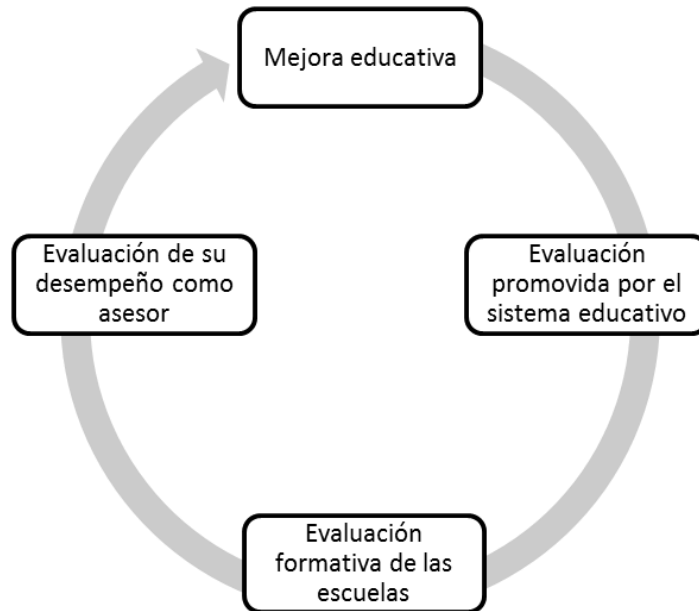 Mejora educativa
Evaluación de su
desempeño como
asesor
Evaluación
promovida por el
sistema educativo
Evaluación
formativa de las
escuelas